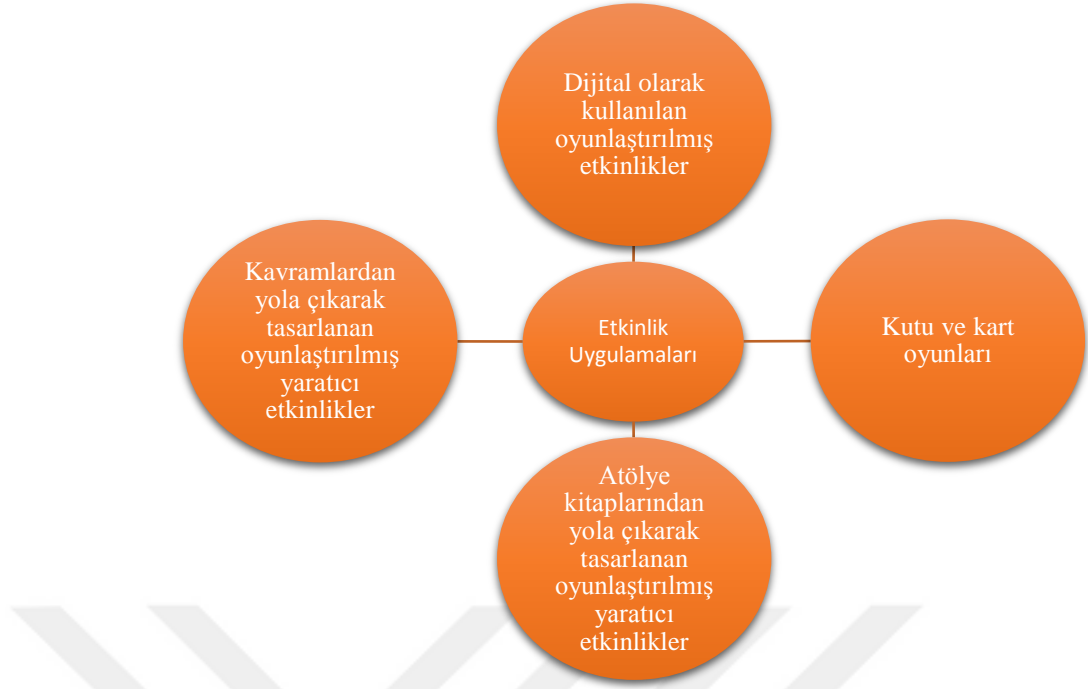 Dijital olarak
kullanılan
oyunlaştırılmış
etkinlikler
Kavramlardan
yola çıkarak
tasarlanan
oyunlaştırılmış
yaratıcı
etkinlikler
Etkinlik
Uygulamaları
Kutu ve kart
oyunları
Atölye
kitaplarından
yola çıkarak
tasarlanan
oyunlaştırılmış
yaratıcı
etkinlikler